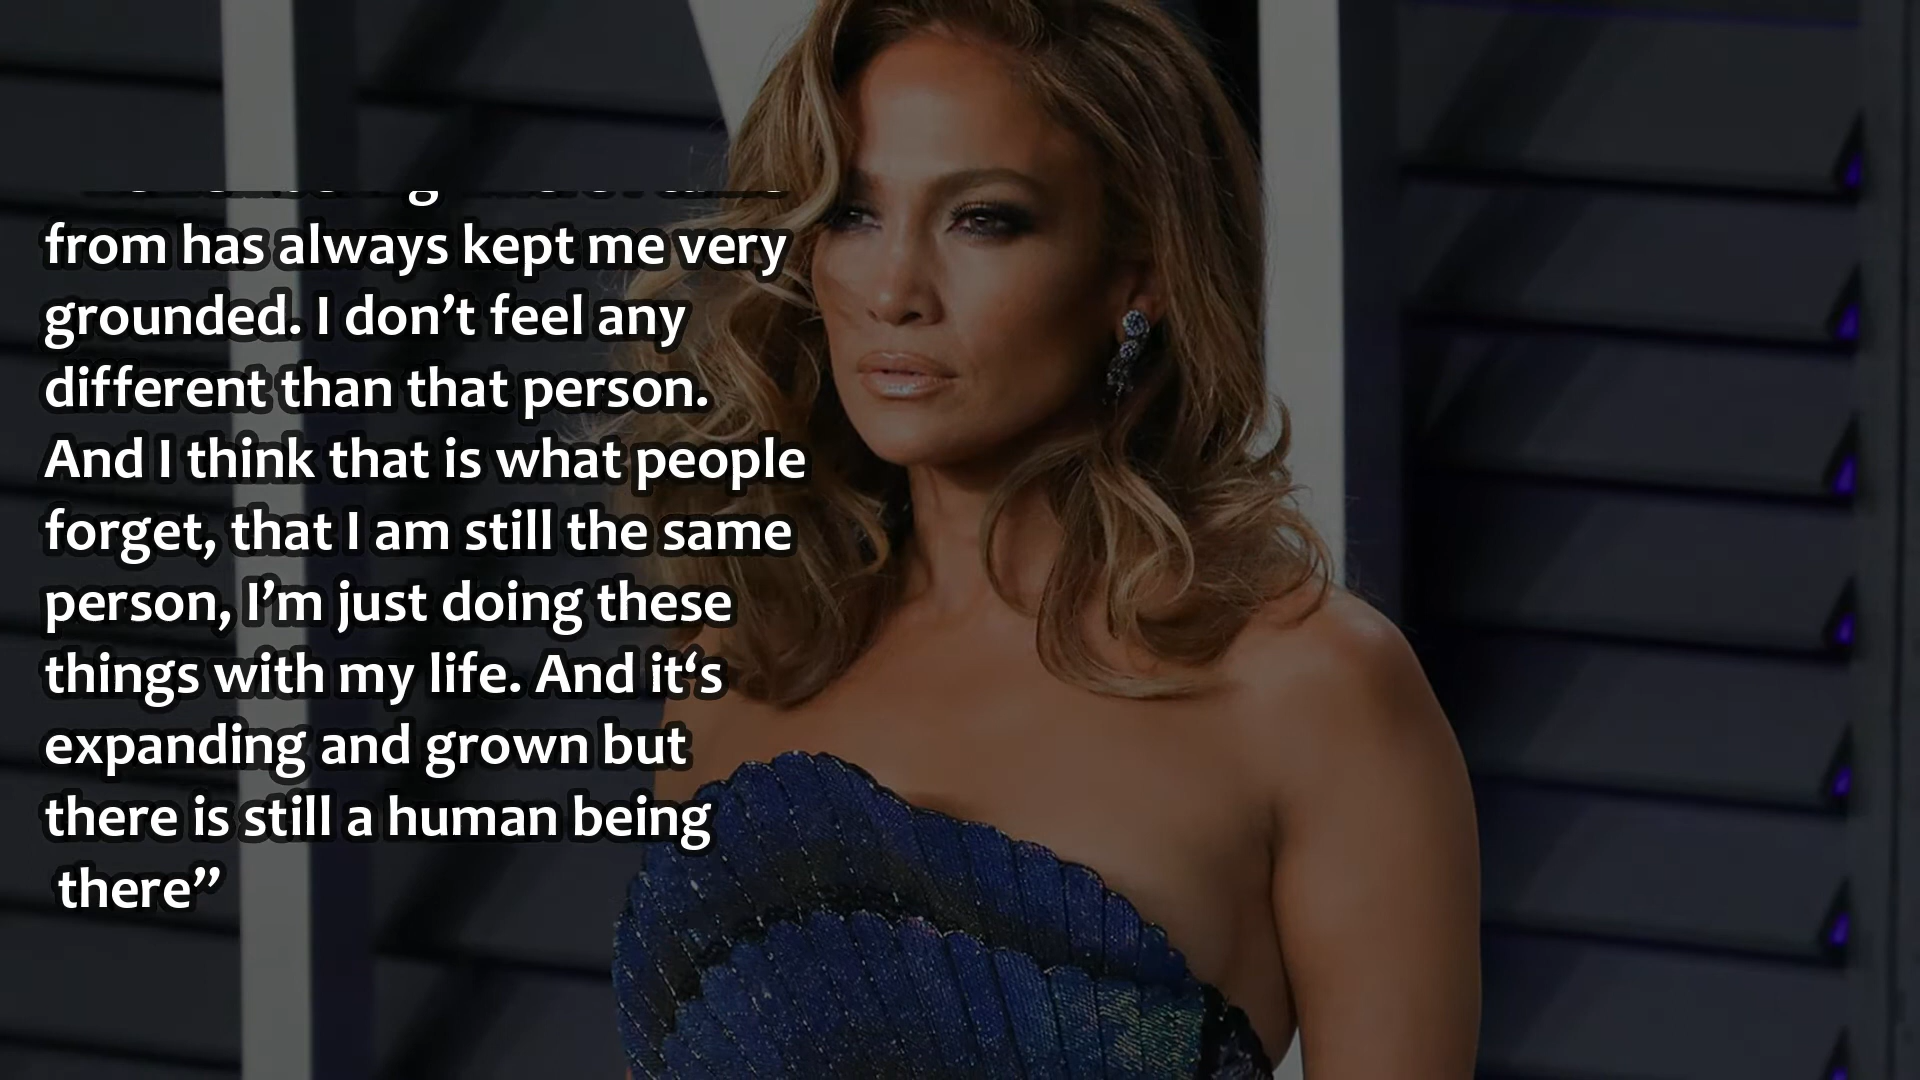 from has always kept me very
grounded. I don’t feel any
different than that person.
And I think that is what people
forget, that I am still the same
person, I’m just doing these
things with my life. And it‘s
expanding and grown but
there is still a human being
there”